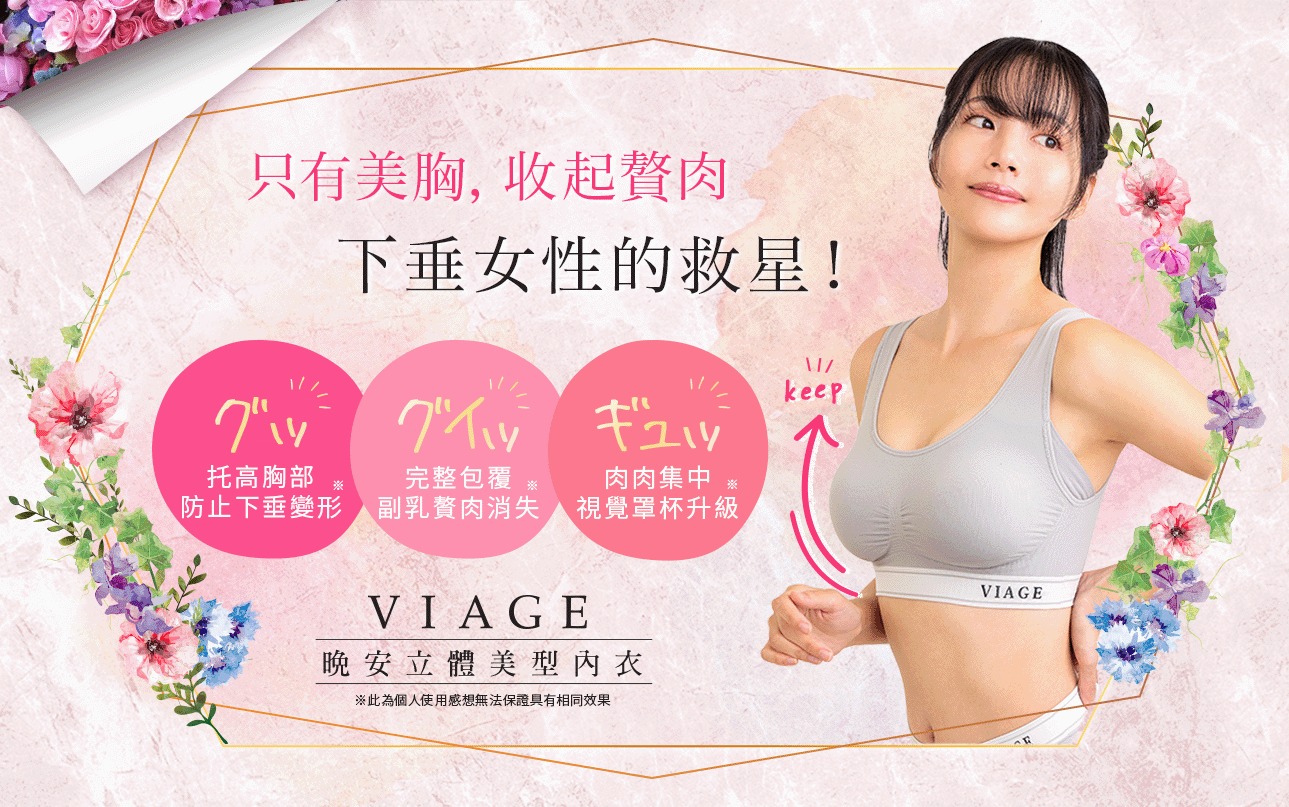 只有美胸, 收起贅肉
下垂女性的救星!
グッ
托高胸部 ※
防止下垂變形
グイッ
完整包覆 ※
副乳贅肉消失
ギュッ
肉肉集中 ※
視覺罩杯升級
keep
VIAGE
VIAGE
晚安立體美型內衣
※此為個人使用感想無法保證具有相同效果